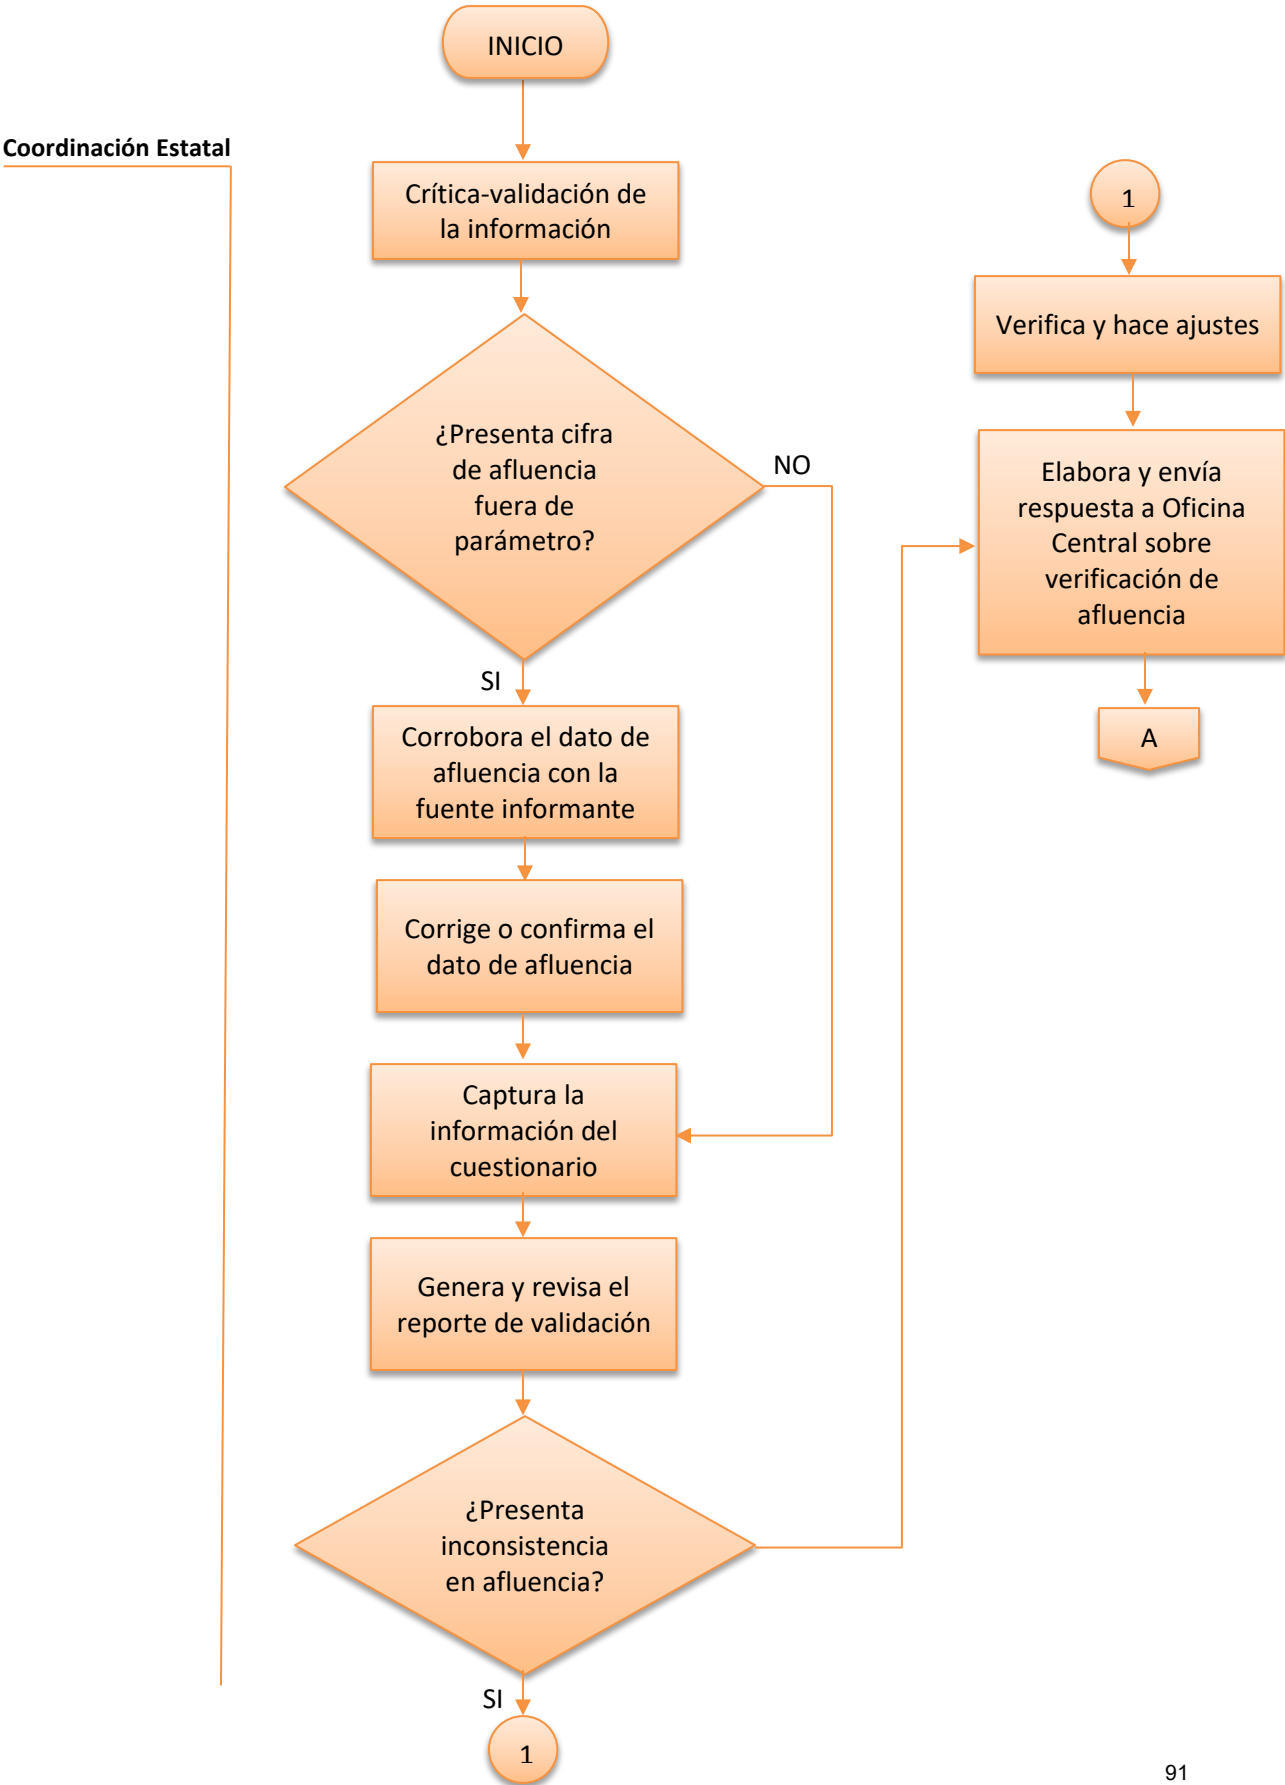 INICIO
Coordinación Estatal
Crítica-validación de
la información
¿Presenta cifra
de afluencia
fuera de
parámetro?
NO
SI
Corrobora el dato de
afluencia con la
fuente informante
Corrige o confirma el
dato de afluencia
Captura la
información del
cuestionario
Genera y revisa el
reporte de validación
¿Presenta
inconsistencia
en afluencia?
SI
1
1
Verifica y hace ajustes
Elabora y envía
respuesta a Oficina
Central sobre
verificación de
afluencia
A
91